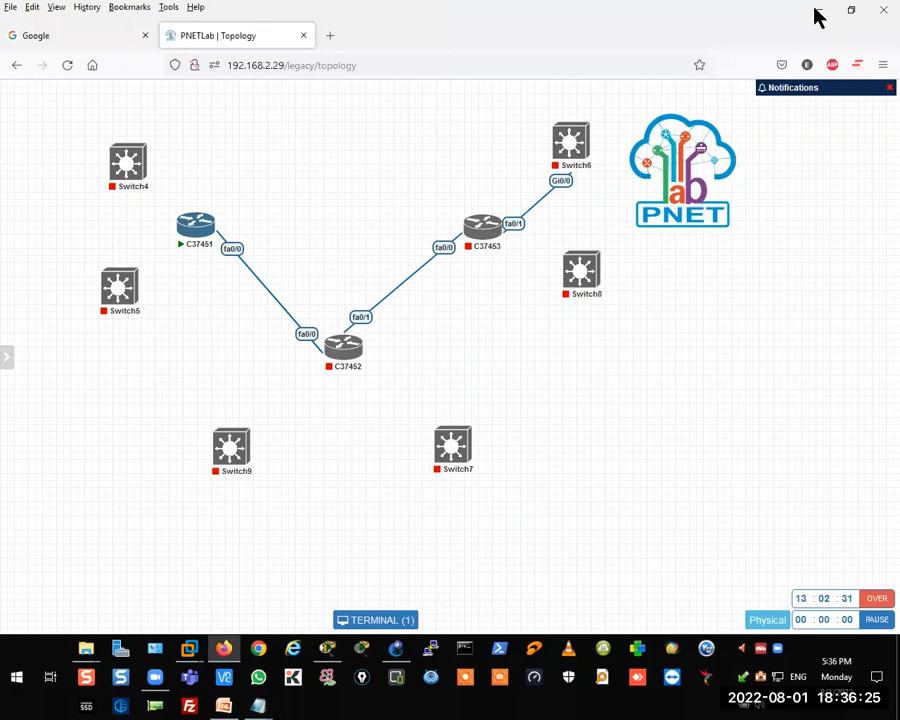 File Edit View History Bookmarks Tools Help
Google
PNETLab | Topology
192.168.2.29/legacy/topology
Notifications
Switch4
Switch6
Gi0/0
lab
PNET
C37451
fa0/0
fa0/0
fa0/1
C37453
Switch5
Switch8
fa0/1
fa0/0
C37452
Switch9
Switch7
13 : 02 : 31 OVER
TERMINAL (1)
Physical 00 : 00 : 00 PAUSE
5:36 PM
ENG Monday
SSD
2022-08-01 18:36:25